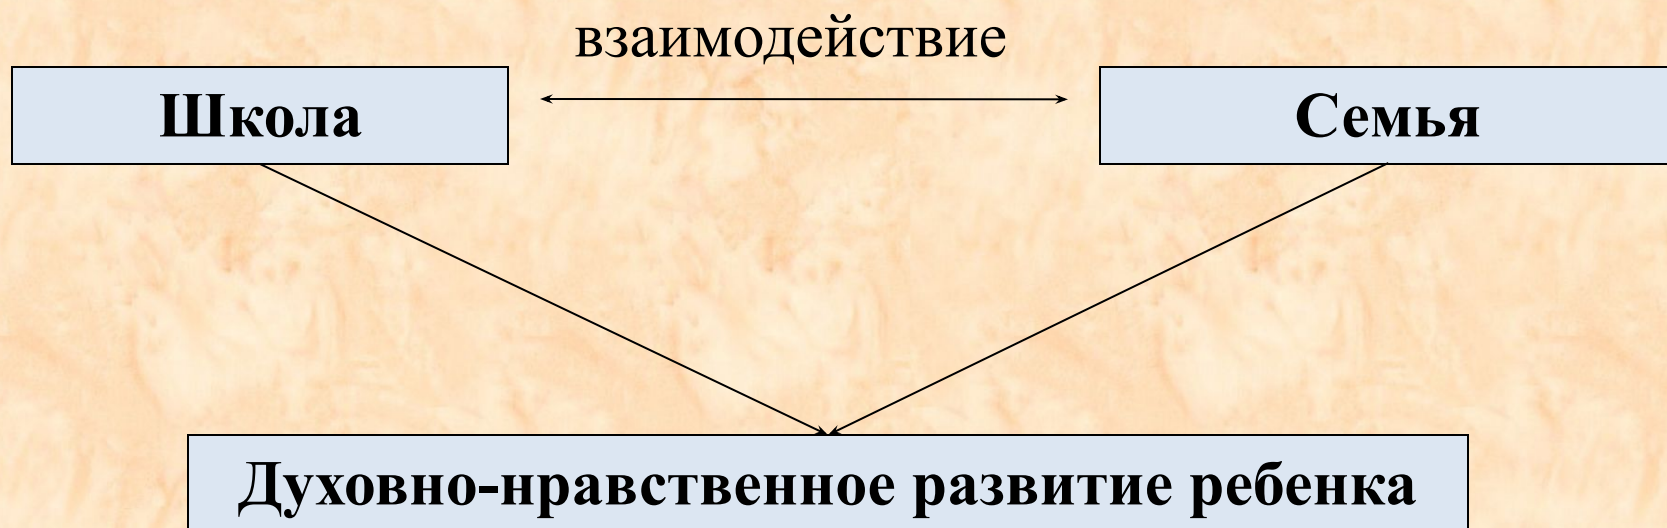 взаимодействие
Школа
Семья
Духовно-нравственное развитие ребенка